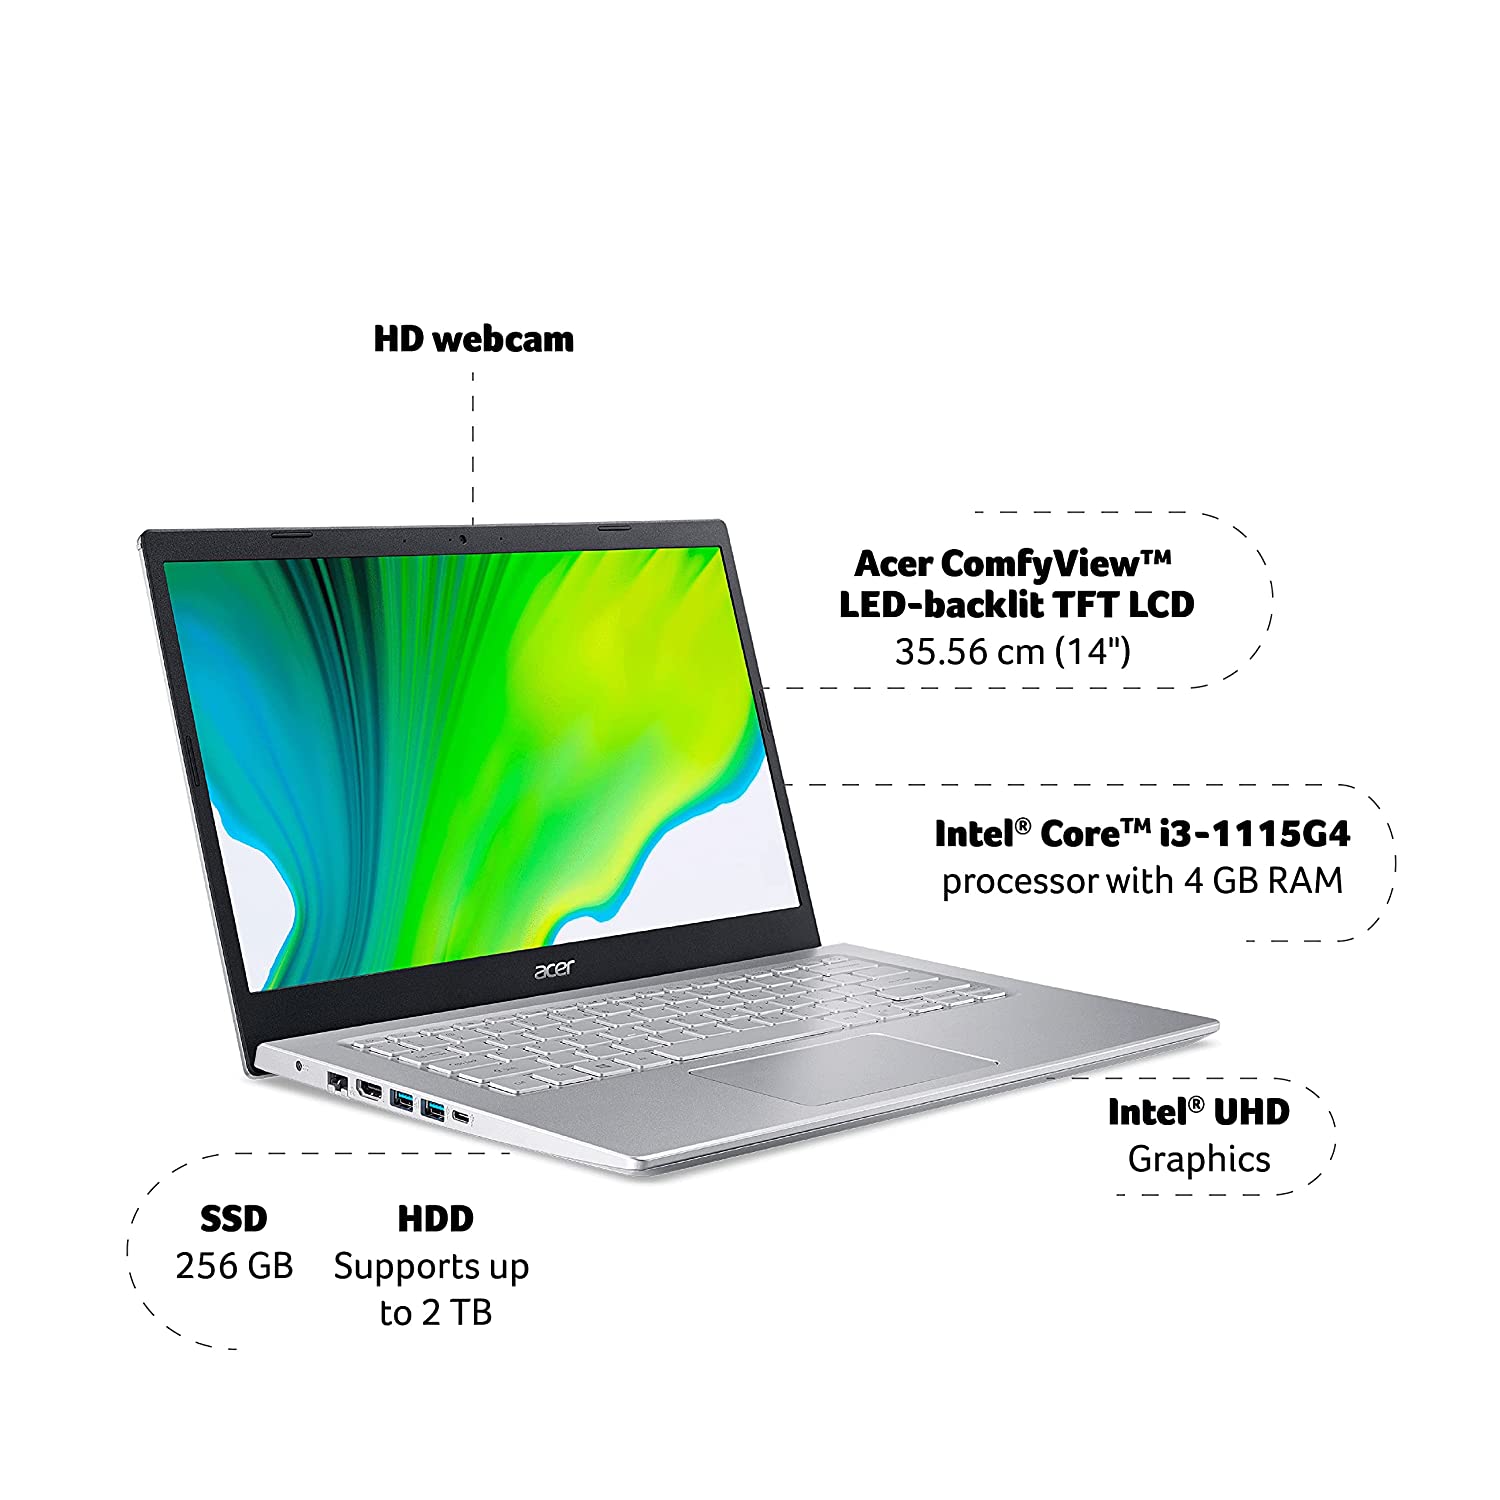 HD webcam
Acer ComfyView™
LED-backlit TFT LCD
35.56 cm (14")
Intel® Core™ i3-1115G4
processor with 4 GB RAM
acer
Intel® UHD
Graphics
SSD
256 GB
HDD
Supports up
to 2 TB